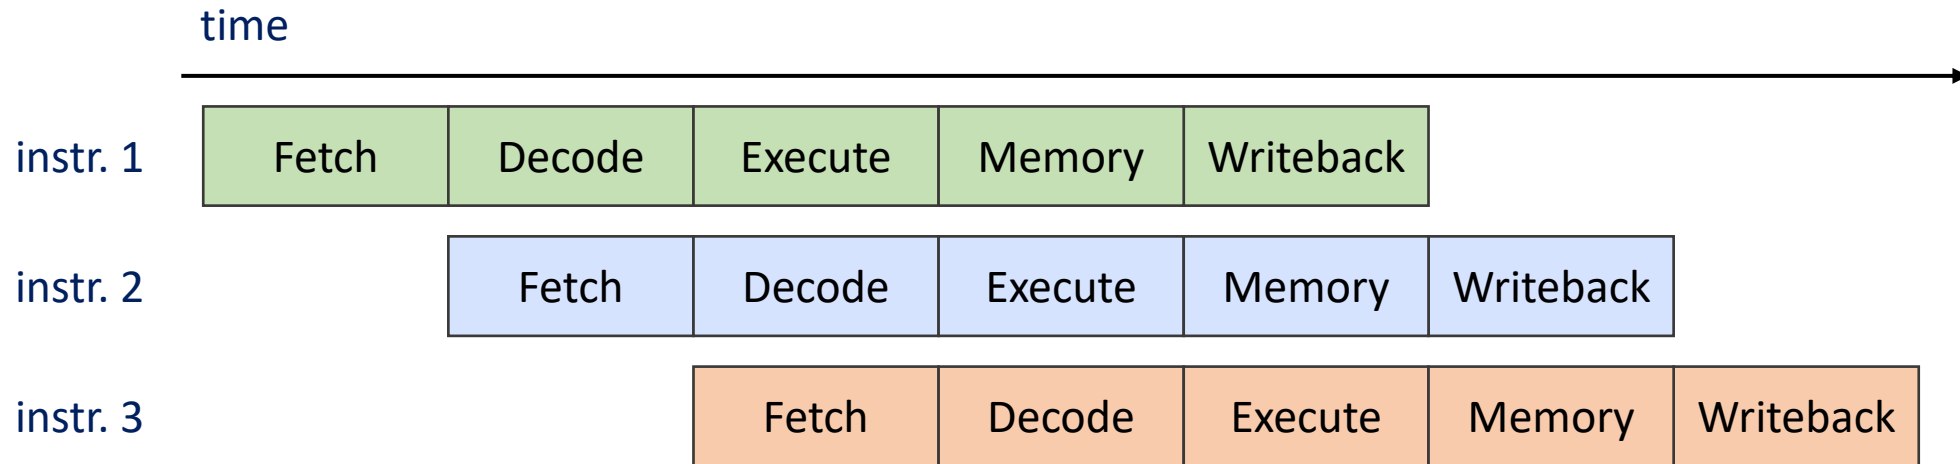 time
instr. 1 Fetch Decode Execute Memory Writeback
instr. 2 Fetch Decode Execute Memory Writeback
instr. 3 Fetch Decode Execute Memory Writeback